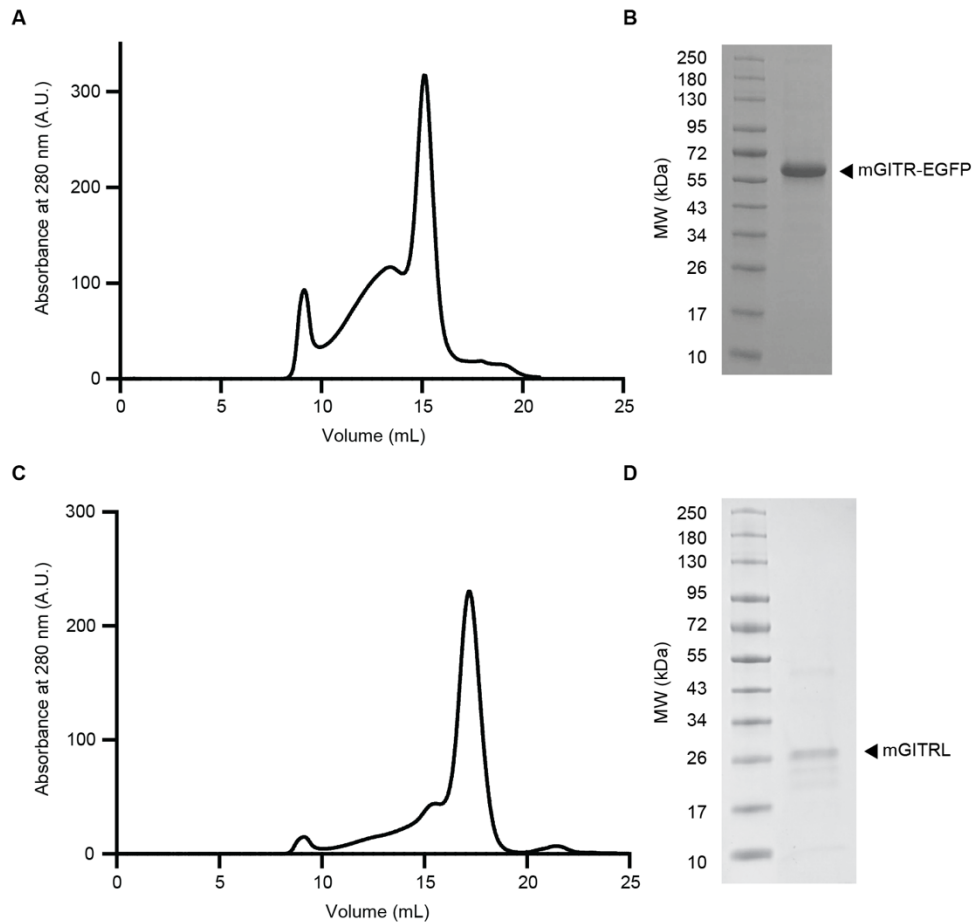 A
Absorbance at 280 nm (A.U.)
300
200
100
0
0 5 10 15 20 25
Volume (mL)
B
MW (kDa)
250
180
130
95
72
55
43
34
26
17
10
◀ mGITR-EGFP
C
Absorbance at 280 nm (A.U.)
300
200
100
0
0 5 10 15 20 25
Volume (mL)
D
MW (kDa)
250
180
130
95
72
55
43
34
26
17
10
◀ mGITRL